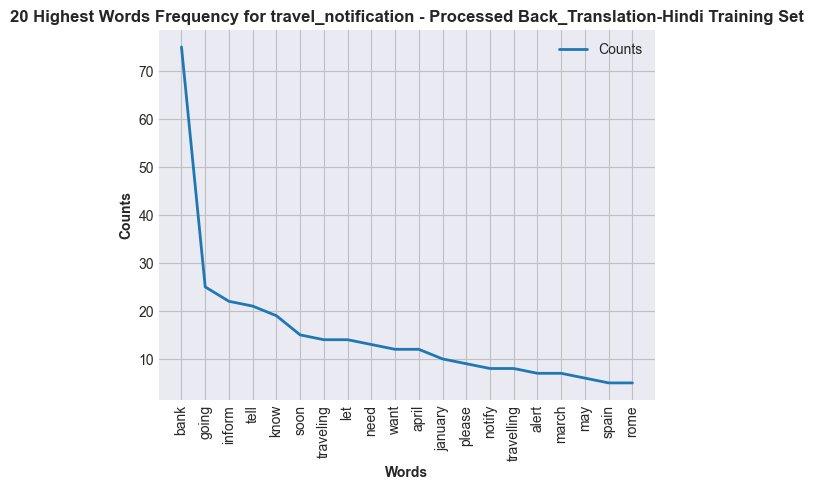 20 Highest Words Frequency for travel_notification - Processed Back_Translation-Hindi Training Set
Counts
70
60
50
40
30
20
10
Counts
bank
going
inform
tell
know
soon
traveling
let
need
want
april
january
please
notify
travelling
alert
march
may
spain
rome
Words